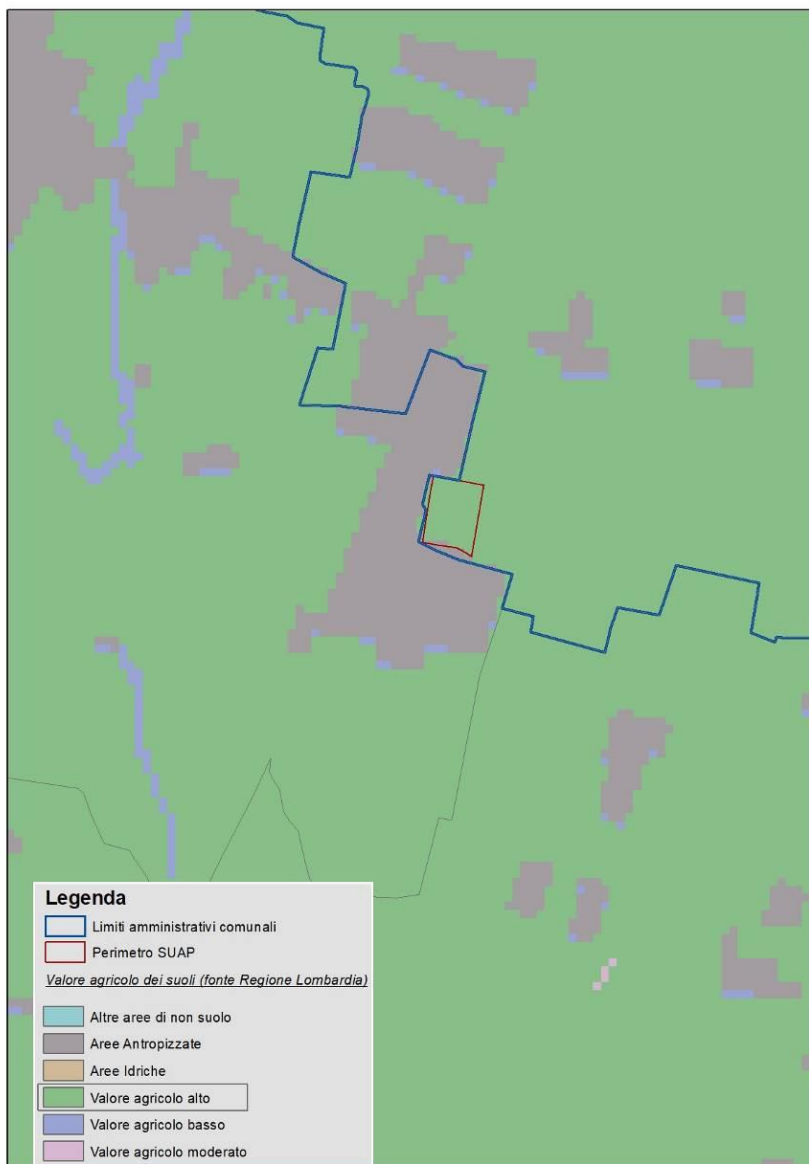 Legenda
Limiti amministrativi comunali
Perimetro SUAP
Valore agricolo dei suoli (fonte Regione Lombardia)
Altre aree di non suolo
Aree Antropizzate
Aree Idriche
Valore agricolo alto
Valore agricolo basso
Valore agricolo moderato